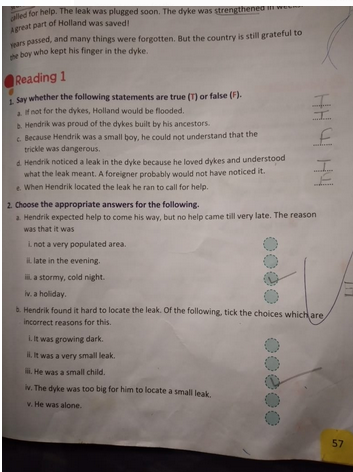 called for help. The leak was plugged soon. The dyke was strengthened in
A great part of Holland was saved!
Years passed, and many things were forgotten. But the country is still grateful to
the boy who kept his finger in the dyke.
Reading 1
1. Say whether the following statements are true (T) or false (F).
a. If not for the dykes, Holland would be flooded. T
b. Hendrik was proud of the dykes built by his ancestors. T
c. Because Hendrik was a small boy, he could not understand that the
trickle was dangerous. F
d. Hendrik noticed a leak in the dyke because he loved dykes and understood
what the leak meant. A foreigner probably would not have noticed it. T
e. When Hendrik located the leak he ran to call for help. F
2. Choose the appropriate answers for the following.
a. Hendrik expected help to come his way, but no help came till very late. The reason
was that it was
i. not a very populated area.
ii. late in the evening.
iii. a stormy, cold night.
iv. a holiday.
b. Hendrik found it hard to locate the leak. Of the following, tick the choices which are
incorrect reasons for this.
i. It was growing dark.
ii. It was a very small leak.
iii. He was a small child.
iv. The dyke was too big for him to locate a small leak.
v. He was alone.
57